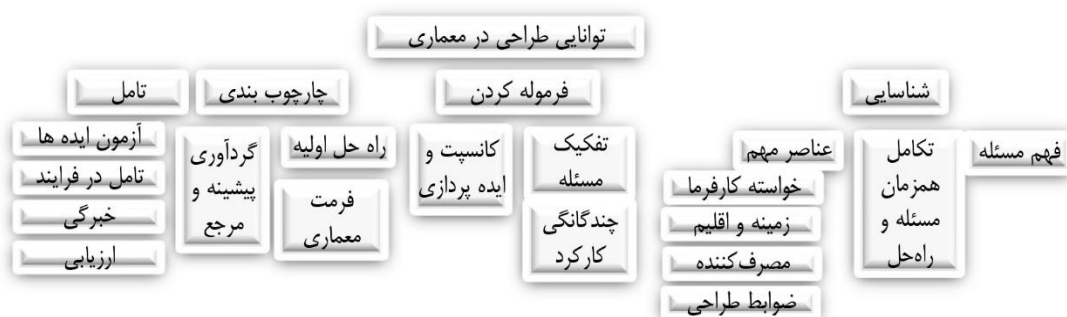 توانایی طراحی در معماری
شناسایی
فهم مسئله
تکامل
همزمان
مسئله و
راه‌حل
عناصر مهم
خواسته کارفرما
زمینه و اقلیم
مصرف‌کننده
ضوابط طراحی
فرموله کردن
تفکیک
مسئله
چندگانگی
کارکرد
کانسپت و
ایده پردازی
چارچوب بندی
راه حل اولیه
فرمت
معماری
گردآوری
پیشینه و
مرجع
تامل
آزمون ایده ها
تامل در فرایند
خبرگی
ارزیابی